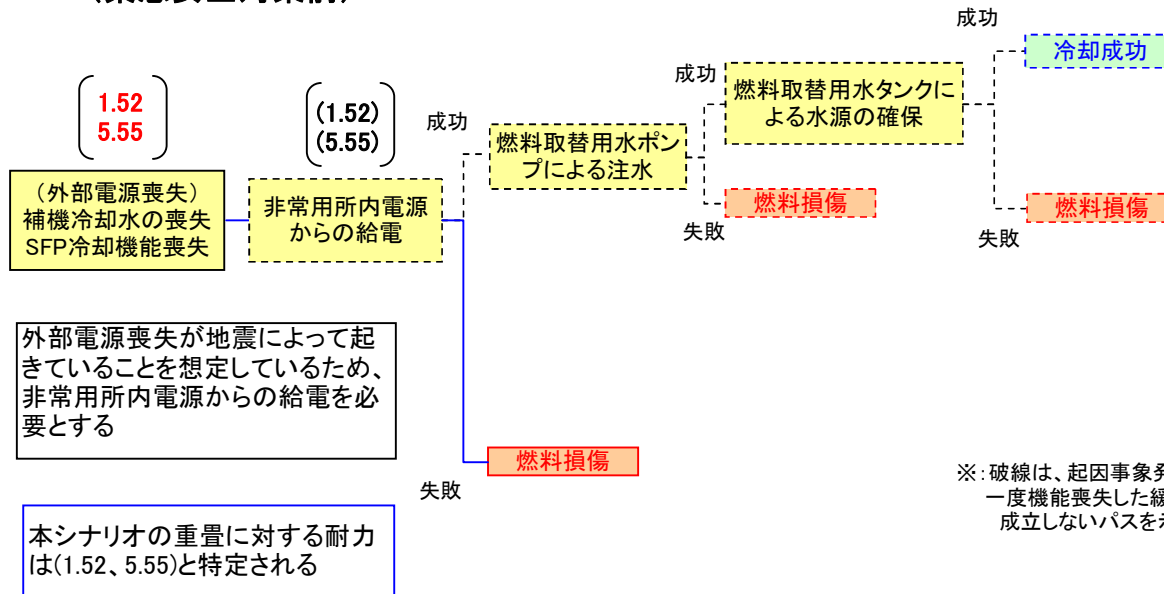 成功
冷却成功
1.52
5.55
(1.52)
(5.55)
成功
成功
燃料取替用水タンクに
よる水源の確保
燃料取替用水ポン
プによる注水
（外部電源喪失）
補機冷却水の喪失
SFP冷却機能喪失
非常用所内電源
からの給電
燃料損傷
失敗
燃料損傷
失敗
外部電源喪失が地震によって起
きていることを想定しているため、
非常用所内電源からの給電を必
要とする
燃料損傷
失敗
※：破線は、起因事象発
一度機能喪失した緩
成立しないパスを
本シナリオの重畳に対する耐力
は(1.52、5.55)と特定される